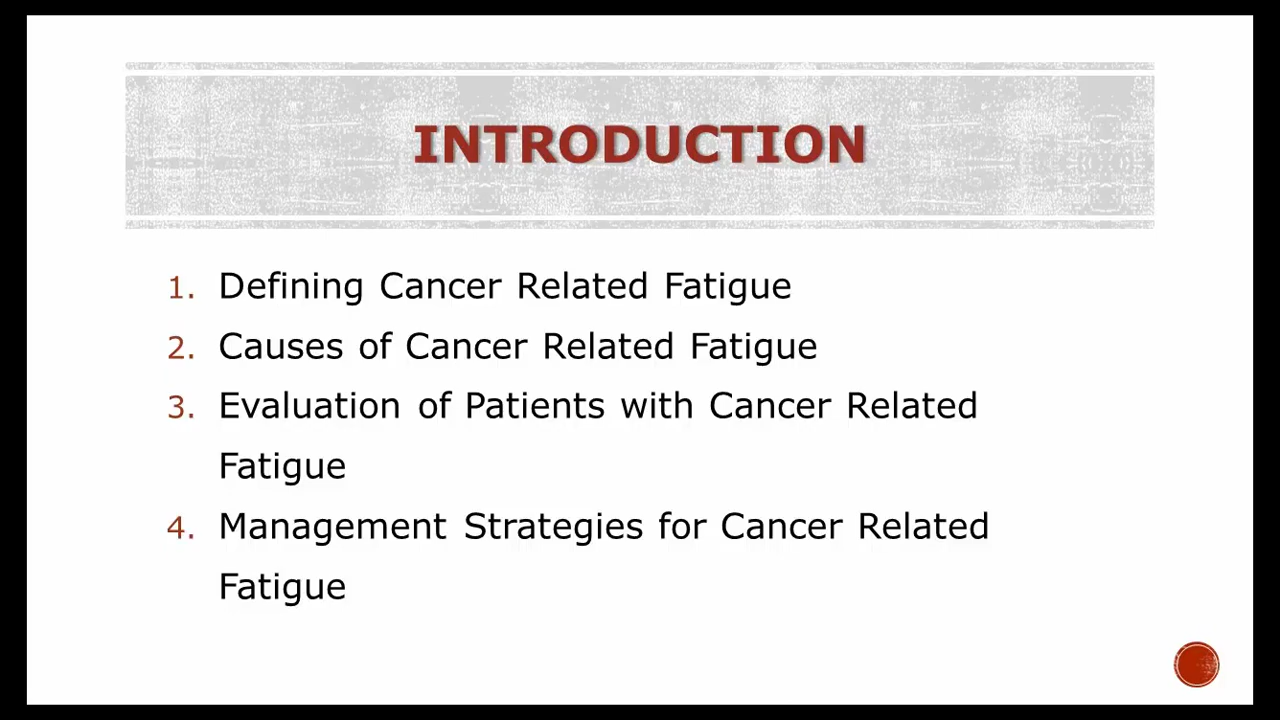 INTRODUCTION
1. Defining Cancer Related Fatigue
2. Causes of Cancer Related Fatigue
3. Evaluation of Patients with Cancer Related
Fatigue
4. Management Strategies for Cancer Related
Fatigue